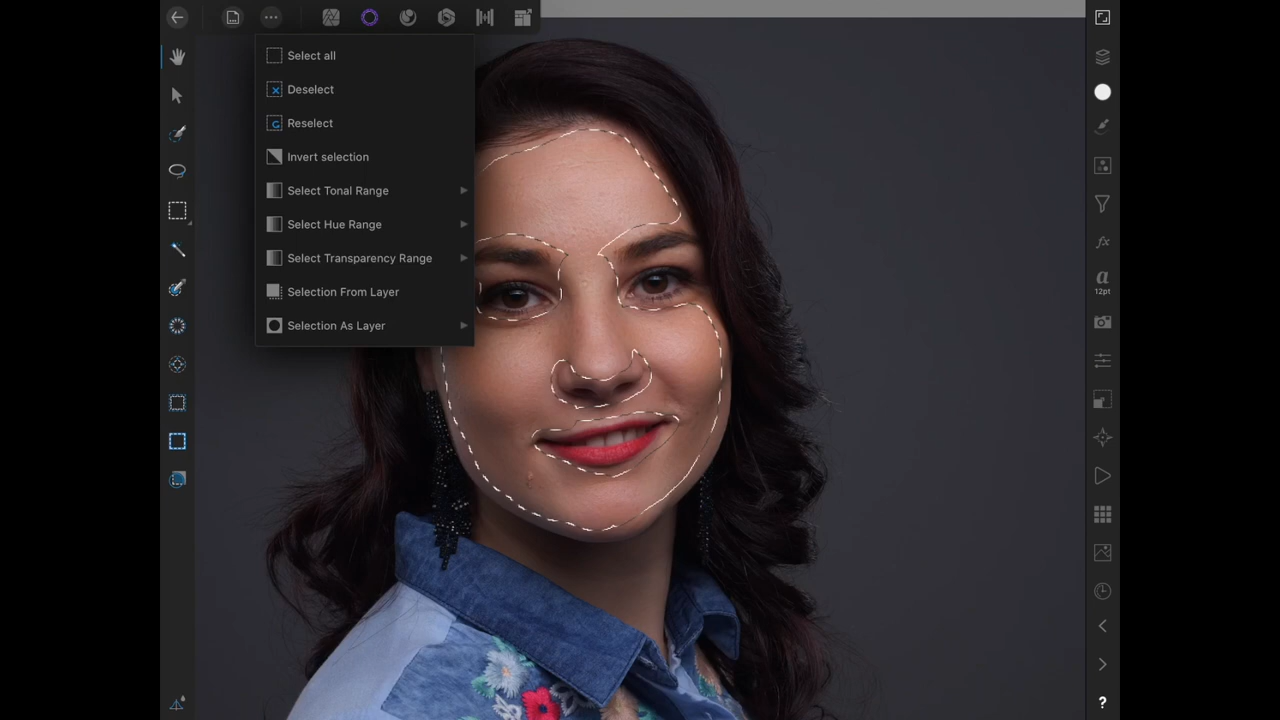 Select all
Deselect
Reselect
Invert selection
Select Tonal Range
Select Hue Range
Select Transparency Range
Selection From Layer
Selection As Layer
fx
a
12pt
?